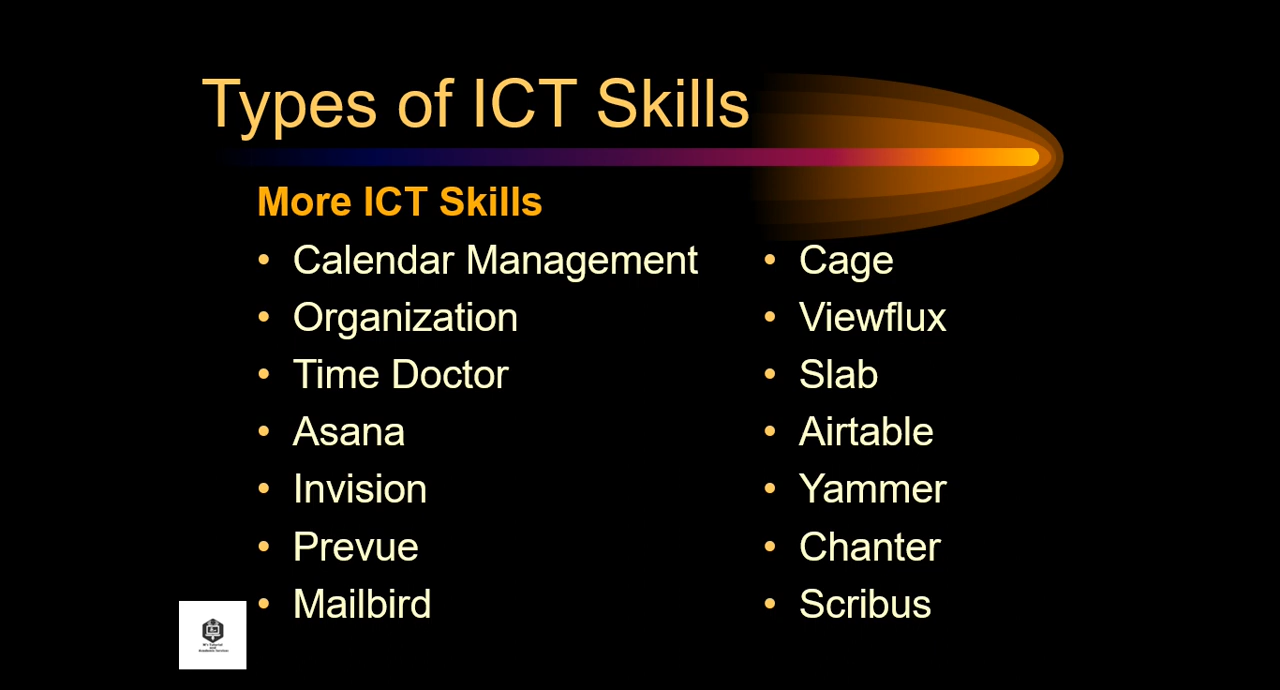 Types of ICT Skills
More ICT Skills
• Calendar Management
• Organization
• Time Doctor
• Asana
• Invision
• Prevue
• Mailbird
• Cage
• Viewflux
• Slab
• Airtable
• Yammer
• Chanter
• Scribus